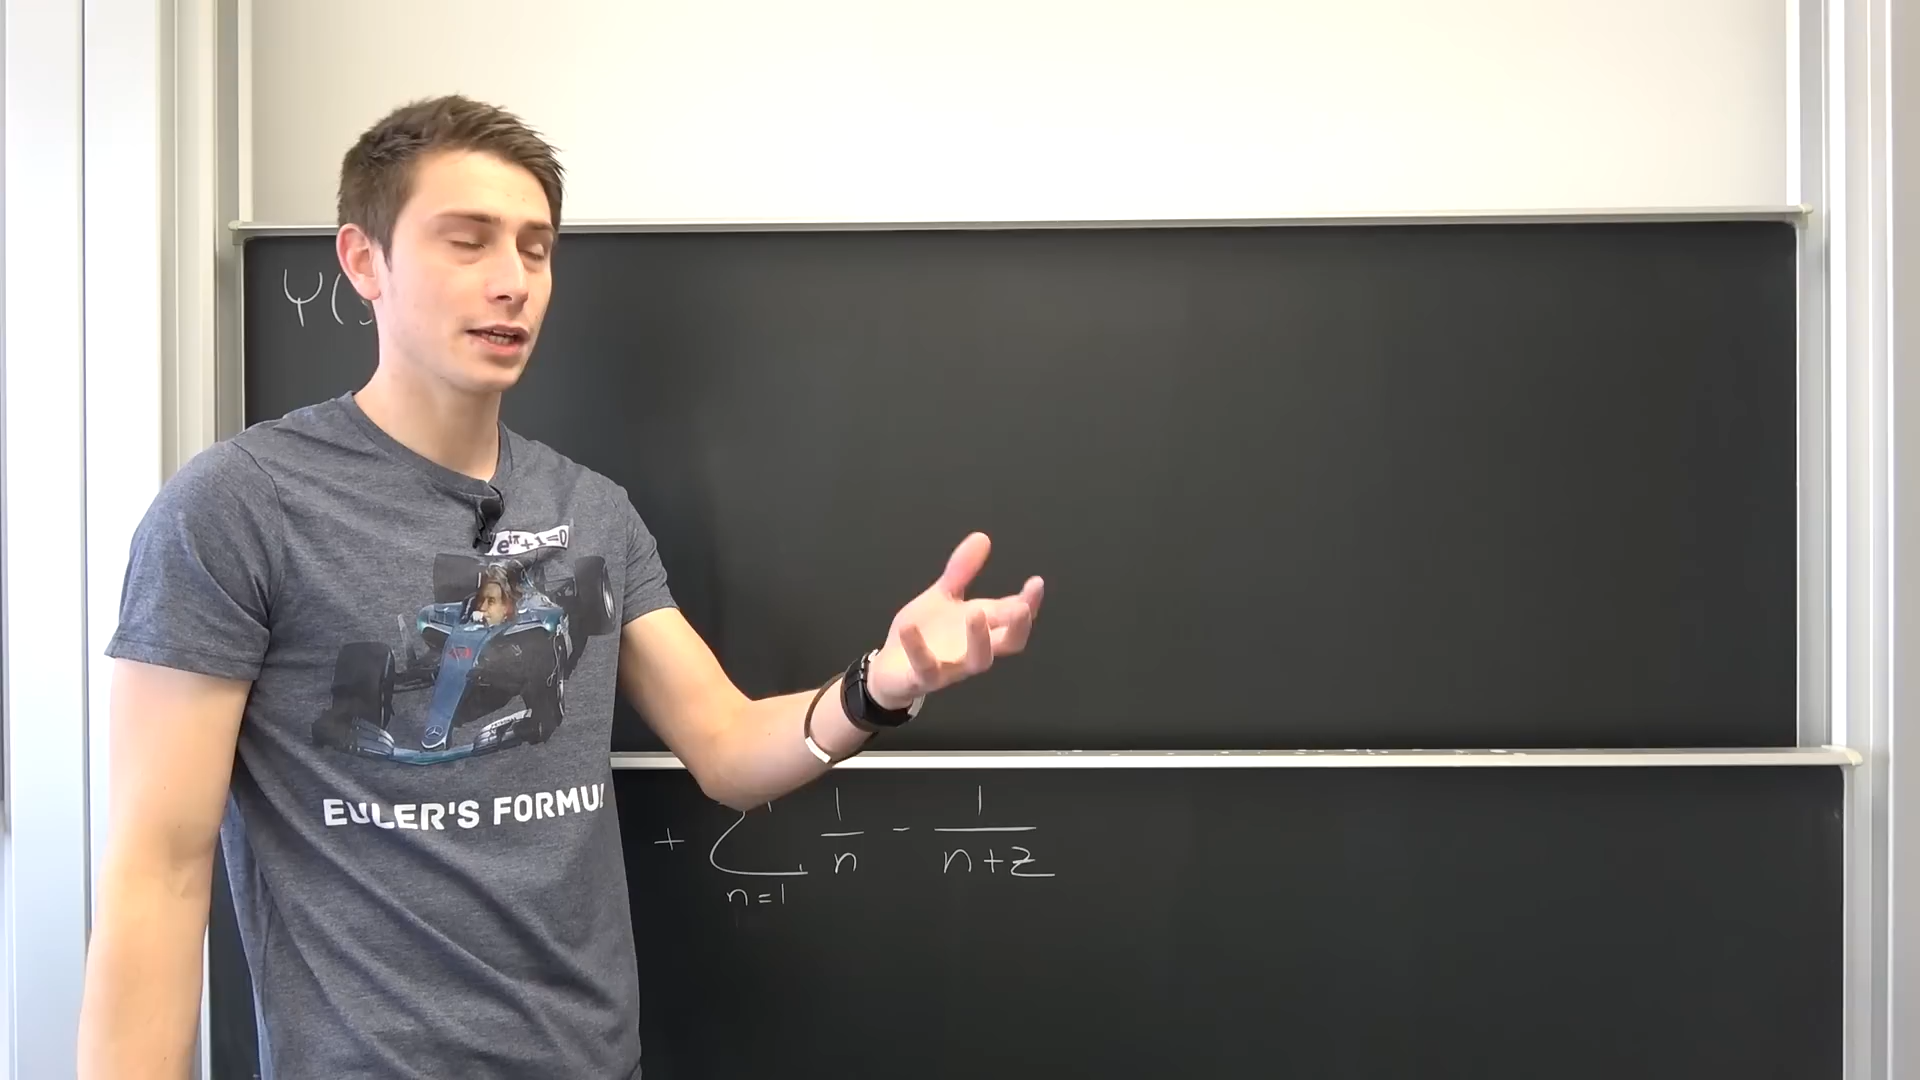 Ψ(
e^{iπ}+1=0
EULER'S FORMU
+ ∑_{n=1} 1/n - 1/(n+z)